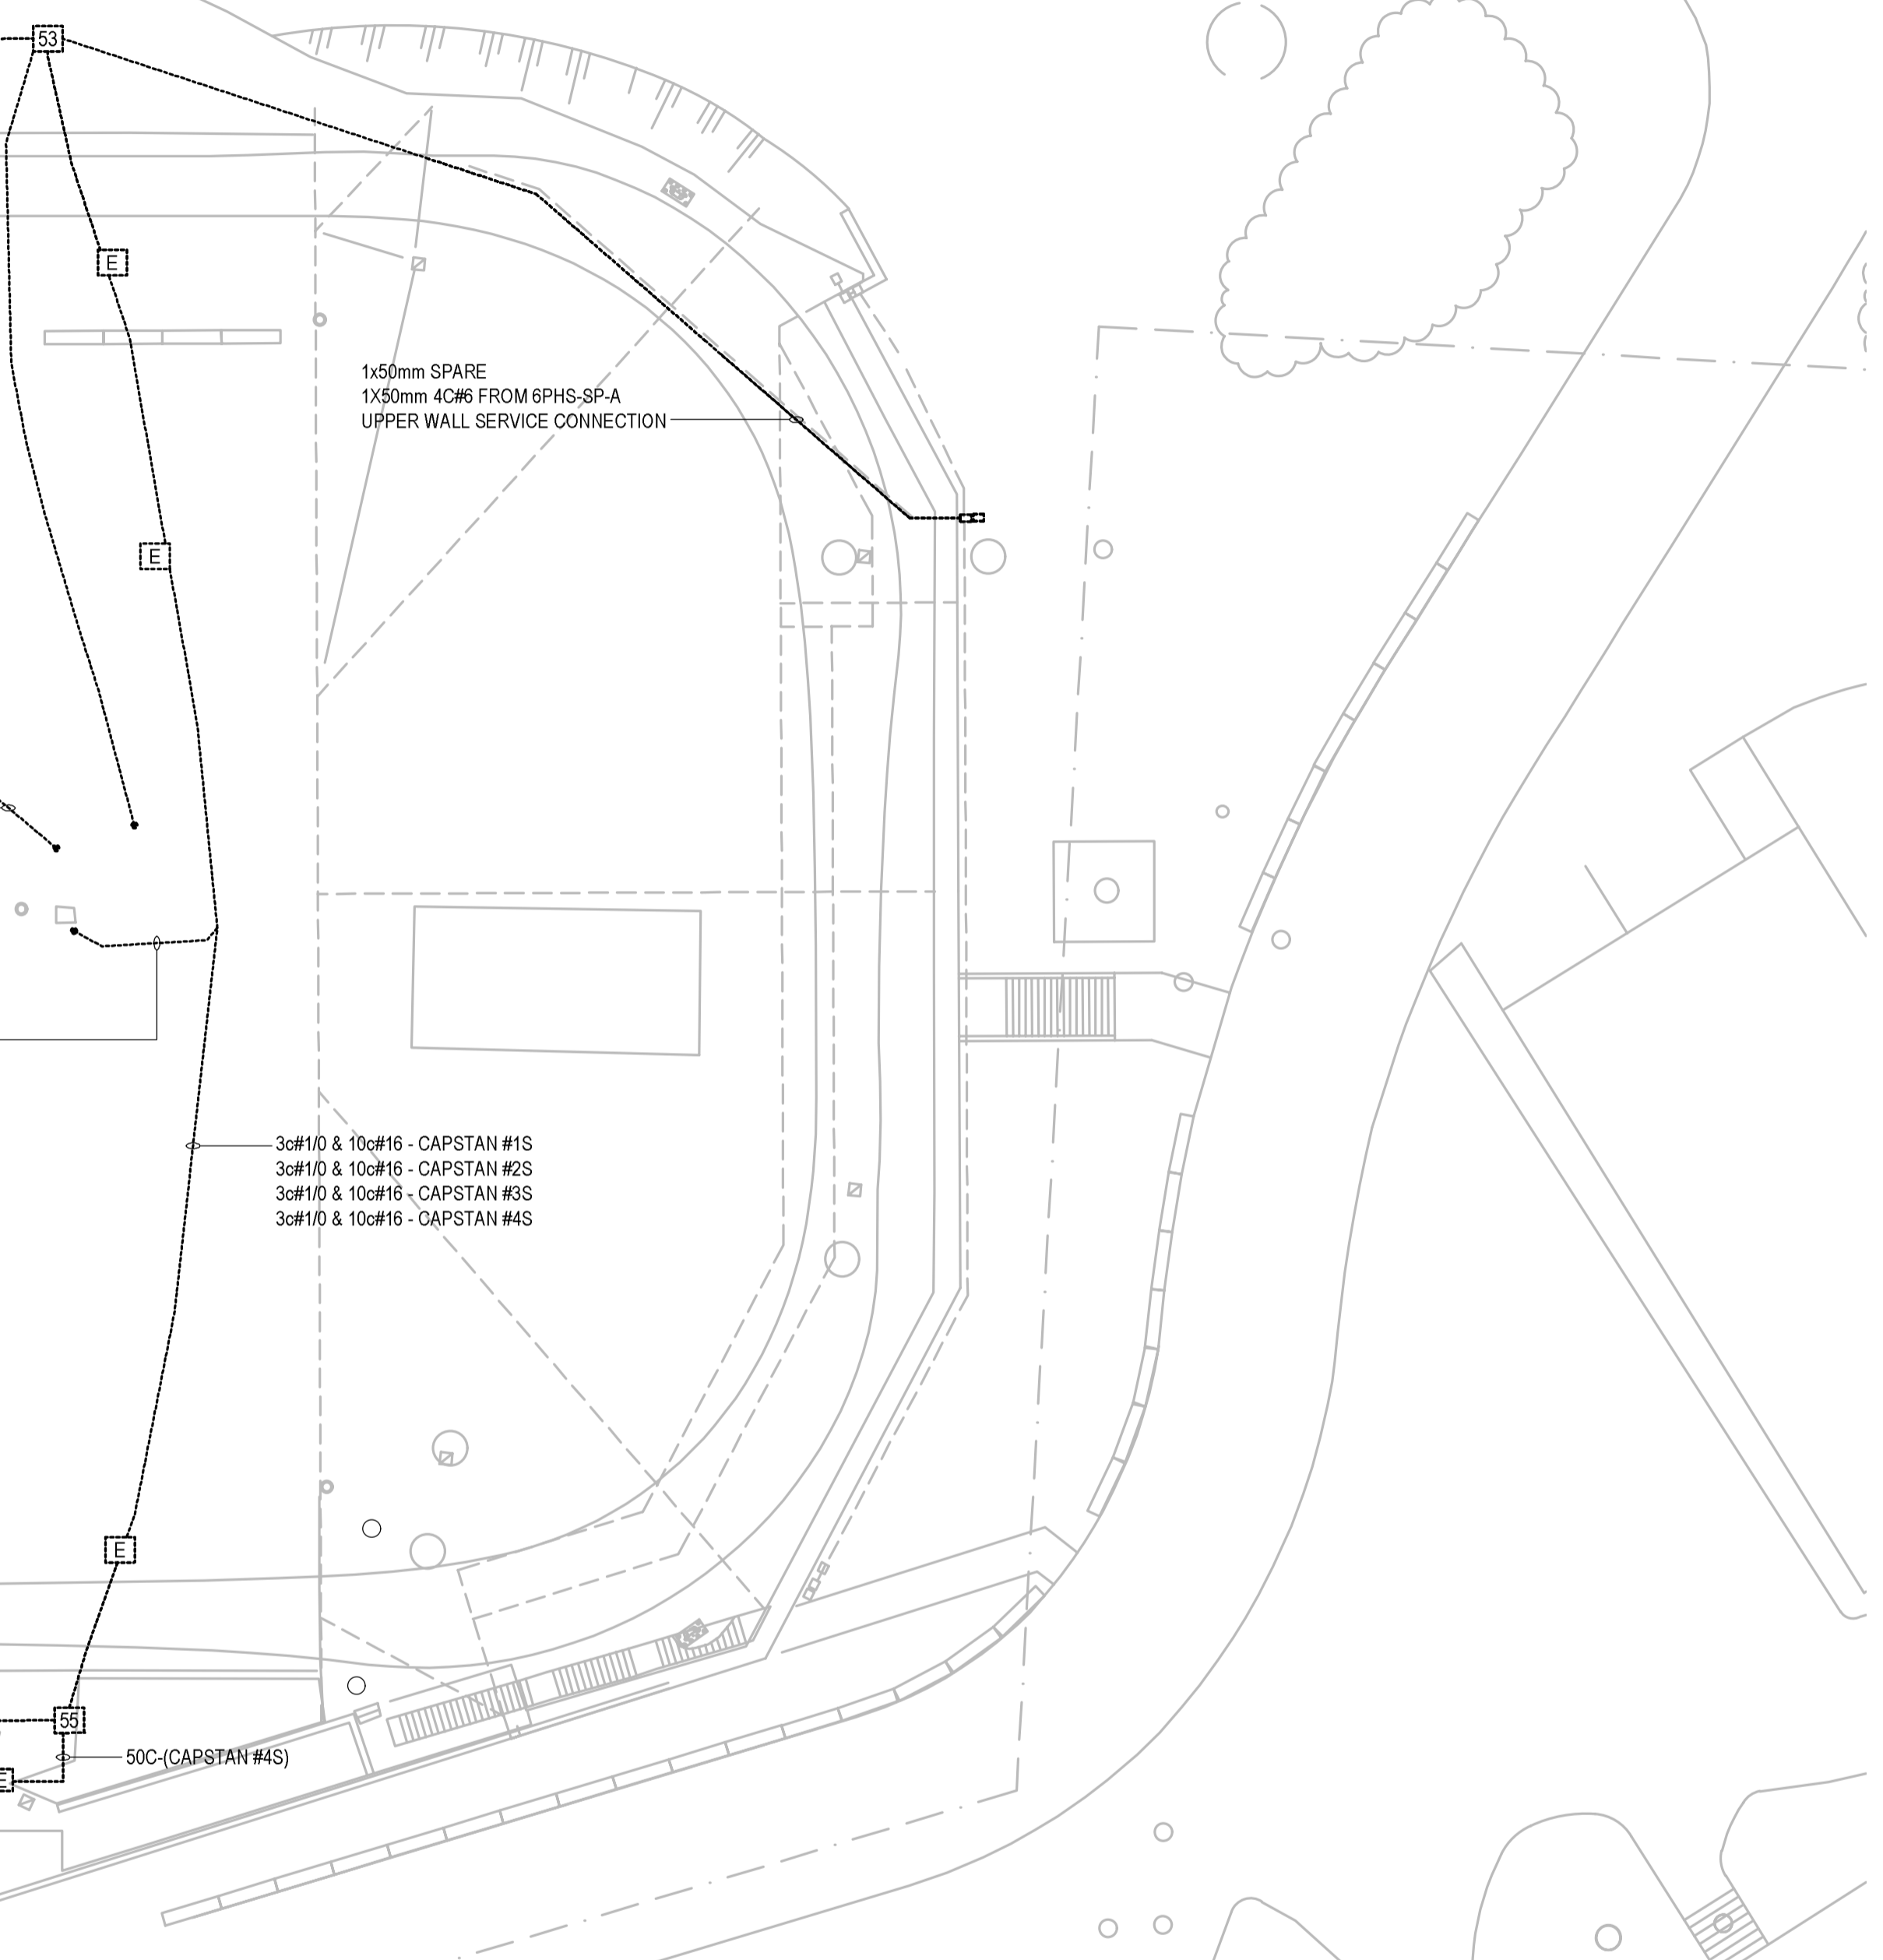 53
E
1x50mm SPARE
1X50mm 4C#6 FROM 6PHS-SP-A
UPPER WALL SERVICE CONNECTION
E
3c#1/0 & 10c#16 - CAPSTAN #1S
3c#1/0 & 10c#16 - CAPSTAN #2S
3c#1/0 & 10c#16 - CAPSTAN #3S
3c#1/0 & 10c#16 - CAPSTAN #4S
E
55
50C-(CAPSTAN #4S)
E